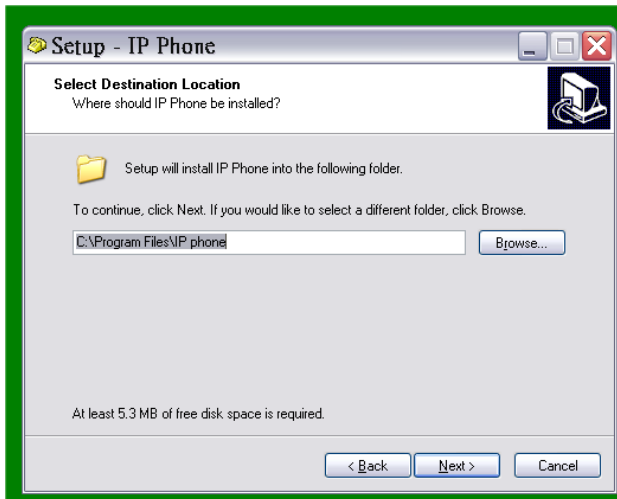 Setup - IP Phone
Select Destination Location
Where should IP Phone be installed?
Setup will install IP Phone into the following folder.
To continue, click Next. If you would like to select a different folder, click Browse.
C:\Program Files\IP phone
Browse...
At least 5.3 MB of free disk space is required.
< Back
Next >
Cancel